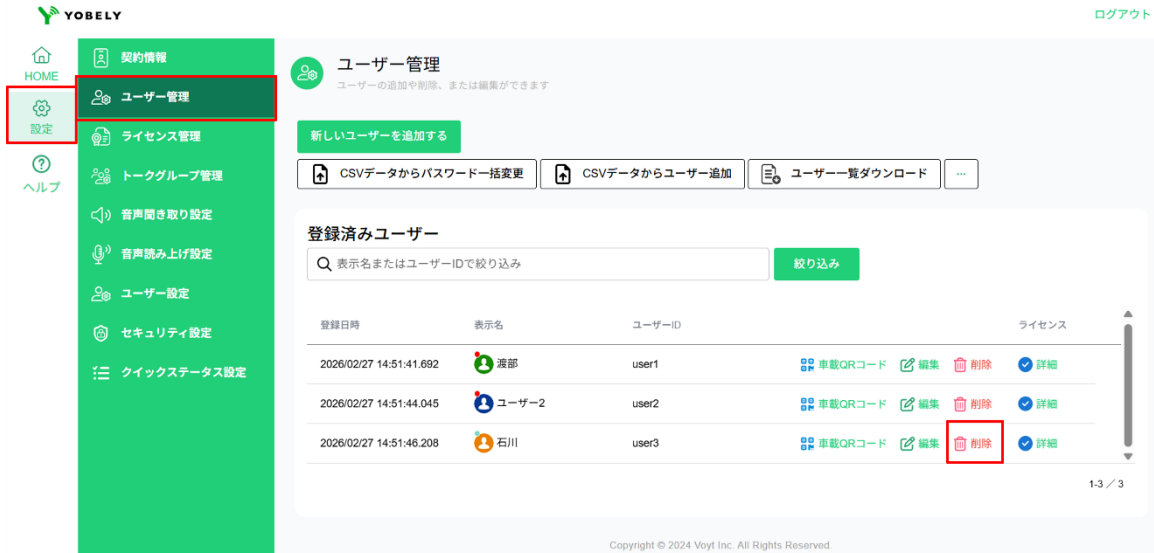 YOBELY
ログアウト
HOME
設定
ヘルプ
契約情報
ユーザー管理
ライセンス管理
トークグループ管理
音声聞き取り設定
音声読み上げ設定
ユーザー設定
セキュリティ設定
クイックステータス設定
ユーザー管理
ユーザーの追加や削除、または編集ができます
新しいユーザーを追加する
CSVデータからパスワード一括変更 CSVデータからユーザー追加 ユーザー一覧ダウンロード ...
登録済みユーザー
表示名またはユーザーIDで絞り込み 絞り込み
登録日時 表示名 ユーザーID ライセンス
2026/02/27 14:51:41.692 渡部 user1 車載QRコード 編集 削除 詳細
2026/02/27 14:51:44.045 ユーザー2 user2 車載QRコード 編集 削除 詳細
2026/02/27 14:51:46.208 石川 user3 車載QRコード 編集 削除 詳細
1-3 ／ 3
Copyright © 2024 Voyt Inc. All Rights Reserved.